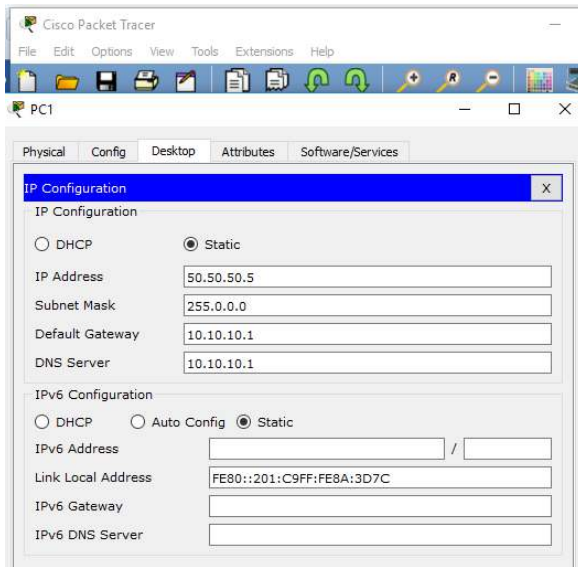 Cisco Packet Tracer
File Edit Options View Tools Extensions Help
R
PC1
Physical Config Desktop Attributes Software/Services
IP Configuration X
IP Configuration
DHCP Static
IP Address 50.50.50.5
Subnet Mask 255.0.0.0
Default Gateway 10.10.10.1
DNS Server 10.10.10.1
IPv6 Configuration
DHCP Auto Config Static
IPv6 Address /
Link Local Address FE80::201:C9FF:FE8A:3D7C
IPv6 Gateway
IPv6 DNS Server